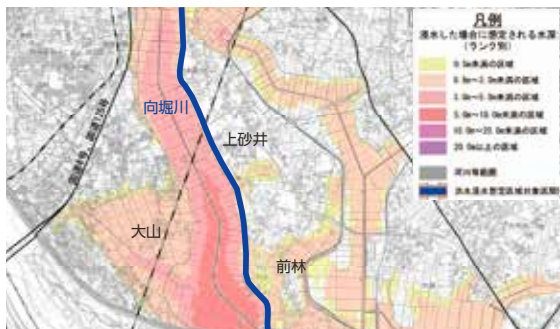 凡例
浸水した場合に想定される水深
(ランク別)
0.5m未満の区域
0.5m~3.0m未満の区域
3.0m~5.0m未満の区域
5.0m~10.0m未満の区域
10.0m~20.0m未満の区域
20.0m以上の区域
河川等範囲
洪水浸水想定区域対象区間
向堀川
上砂井
大山
前林